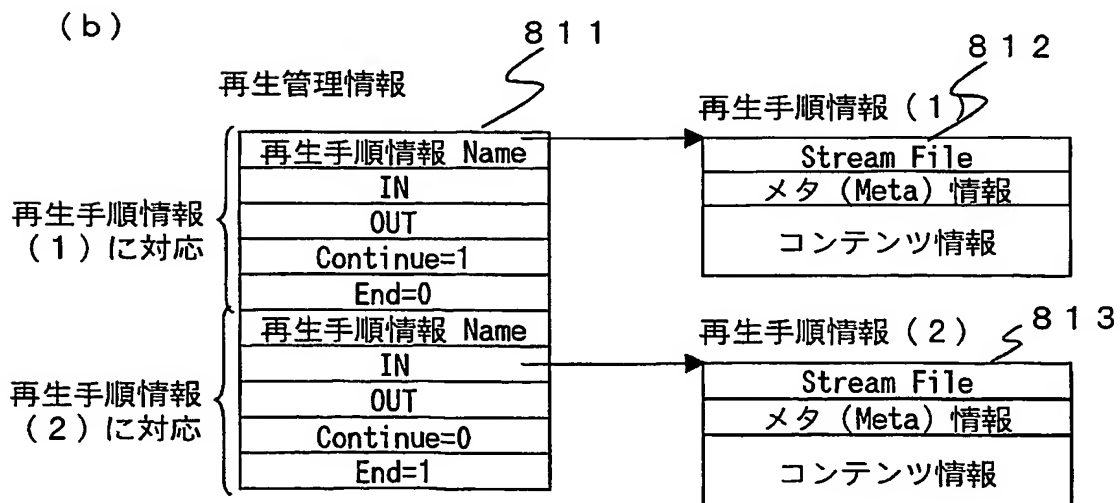 (b)
811
再生管理情報
再生手順情報 Name
IN
OUT
Continue=1
End=0
再生手順情報 Name
IN
OUT
Continue=0
End=1
再生手順情報
(1)に対応
再生手順情報
(2)に対応
812
再生手順情報(1)
Stream File
メタ(Meta)情報
コンテンツ情報
813
再生手順情報(2)
Stream File
メタ(Meta)情報
コンテンツ情報